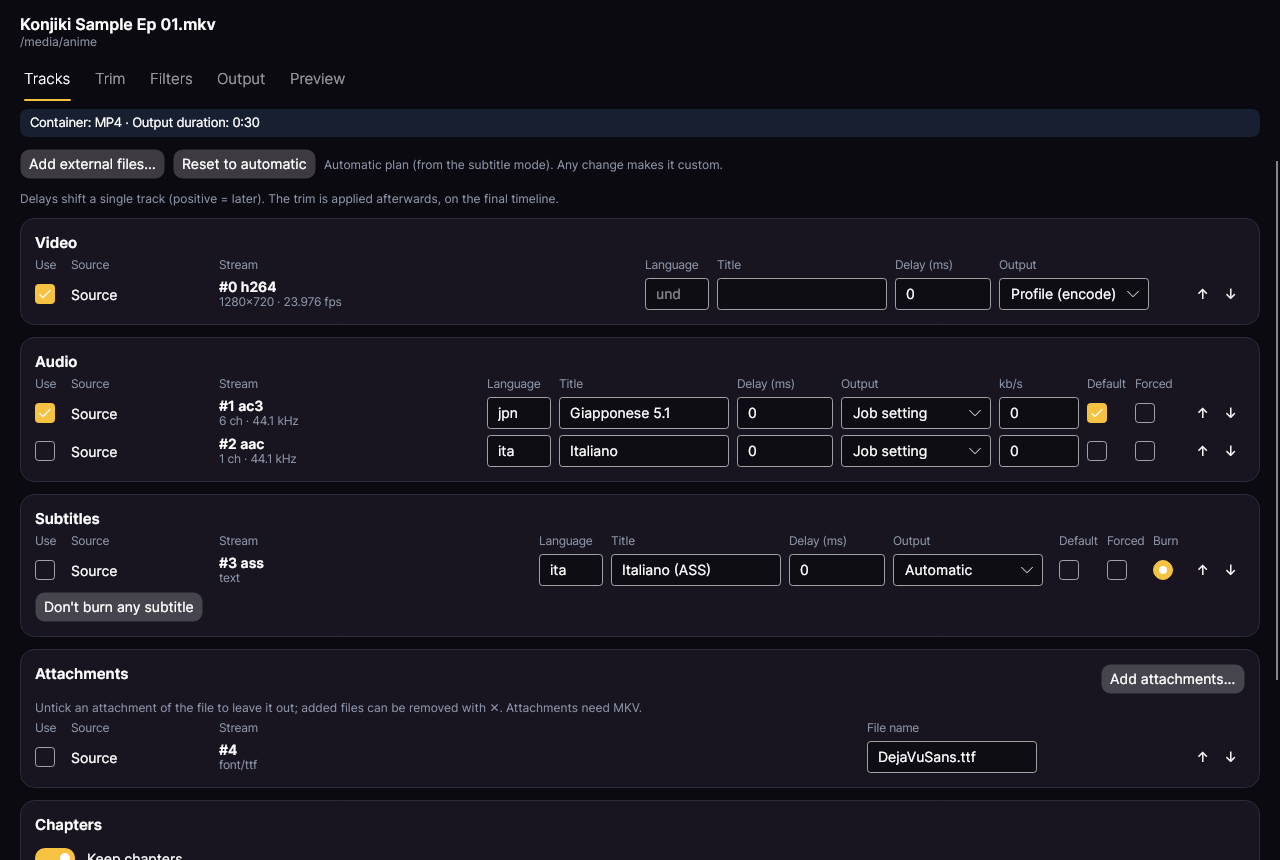 Konjiki Sample Ep 01.mkv
/media/anime
Tracks Trim Filters Output Preview
Container: MP4 · Output duration: 0:30
Add external files... Reset to automatic Automatic plan (from the subtitle mode). Any change makes it custom.
Delays shift a single track (positive = later). The trim is applied afterwards, on the final timeline.
Video
Use Source Stream Language Title Delay (ms) Output
Source #0 h264 und 0 Profile (encode) ↑ ↓
1280×720 · 23.976 fps
Audio
Use Source Stream Language Title Delay (ms) Output kb/s Default Forced
Source #1 ac3 jpn Giapponese 5.1 0 Job setting 0 ↑ ↓
6 ch · 44.1 kHz
Source #2 aac ita Italiano 0 Job setting 0 ↑ ↓
1 ch · 44.1 kHz
Subtitles
Use Source Stream Language Title Delay (ms) Output Default Forced Burn
Source #3 ass ita Italiano (ASS) 0 Automatic ↑ ↓
text
Don't burn any subtitle
Attachments
Add attachments...
Untick an attachment of the file to leave it out; added files can be removed with ✕. Attachments need MKV.
Use Source Stream File name
Source #4 DejaVuSans.ttf ↑ ↓
font/ttf
Chapters
Keep chapters